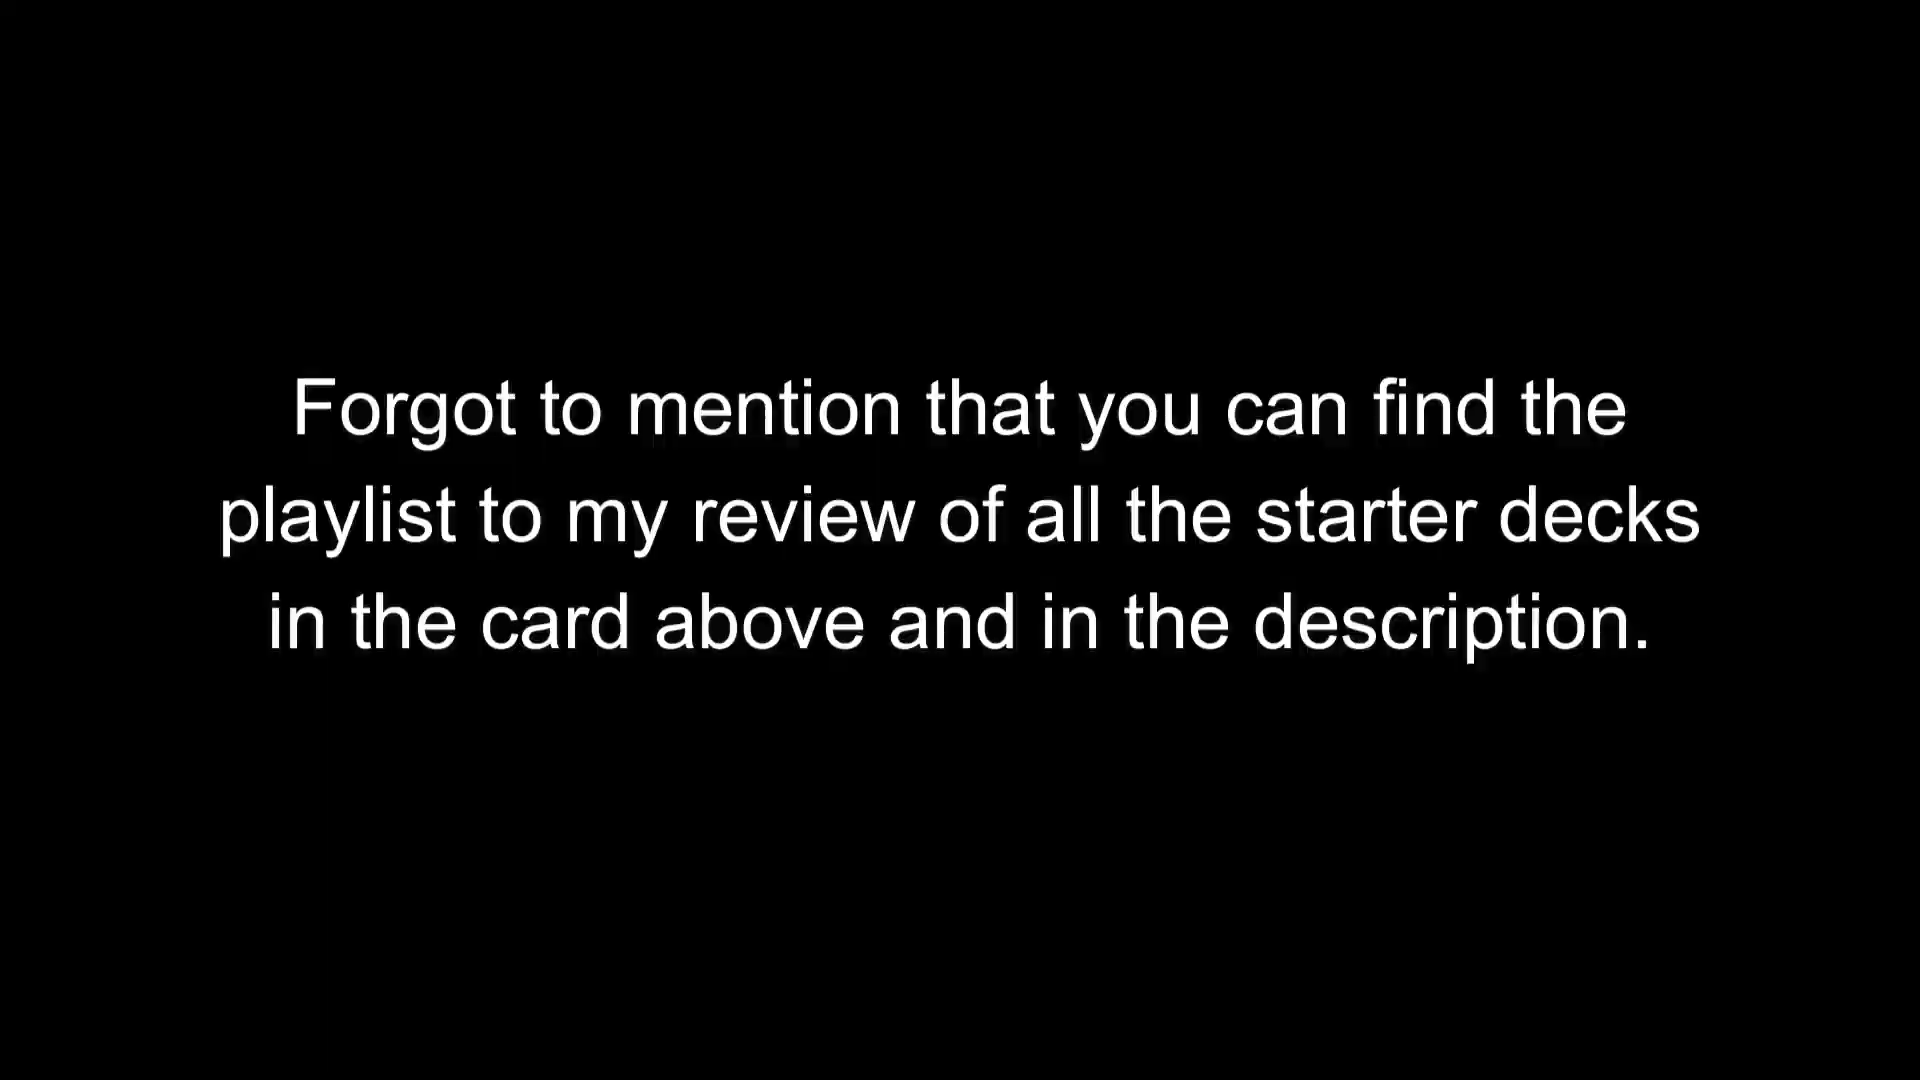 Forgot to mention that you can find the
playlist to my review of all the starter decks
in the card above and in the description.